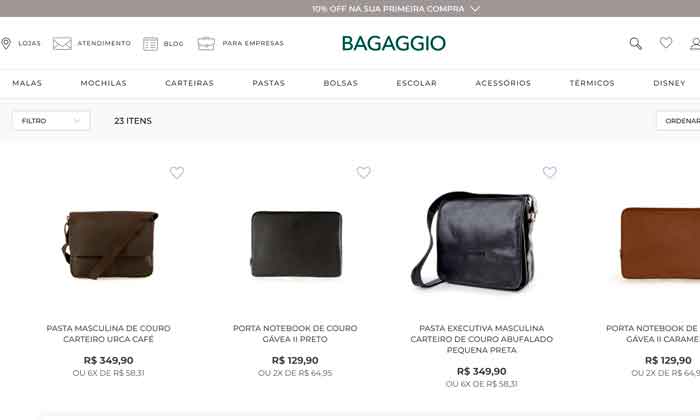 10% OFF NA SUA PRIMEIRA COMPRA
LOJAS ATENDIMENTO BLOG PARA EMPRESAS BAGAGGIO
MALAS MOCHILAS CARTEIRAS PASTAS BOLSAS ESCOLAR ACESSÓRIOS TÉRMICOS DISNEY
FILTRO 23 ITENS ORDENAR
PASTA MASCULINA DE COURO
CARTEIRO URCA CAFÉ
R$ 349,90
OU 6X DE R$ 58,31
PORTA NOTEBOOK DE COURO
GÁVEA II PRETO
R$ 129,90
OU 2X DE R$ 64,95
PASTA EXECUTIVA MASCULINA
CARTEIRO DE COURO ABUFALADO
PEQUENA PRETA
R$ 349,90
OU 6X DE R$ 58,31
PORTA NOTEBOOK DE
GÁVEA II CARAME
R$ 129,90
OU 2X DE R$ 64,9